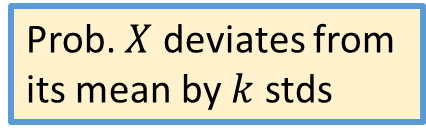 Prob. 𝑋 deviates from
its mean by 𝑘 stds